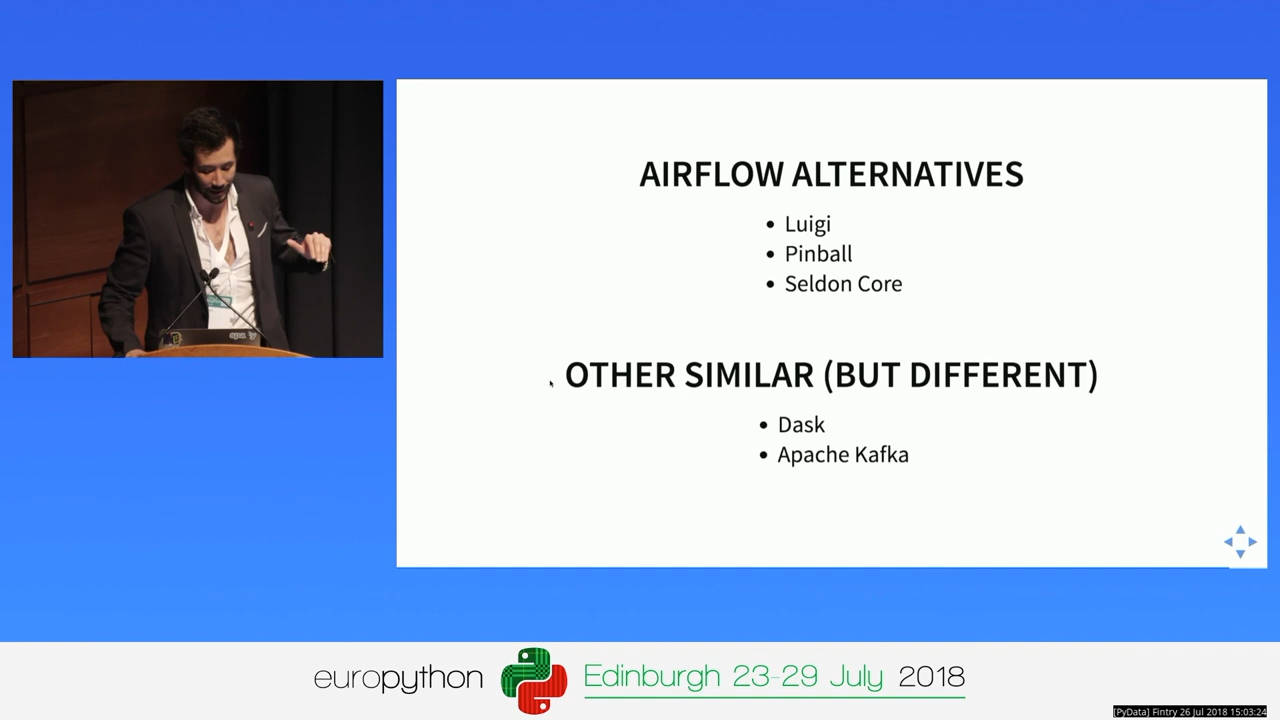 AIRFLOW ALTERNATIVES
• Luigi
• Pinball
• Seldon Core
OTHER SIMILAR (BUT DIFFERENT)
• Dask
• Apache Kafka
europython Edinburgh 23-29 July 2018
[PyData] Fintry 26 Jul 2018 15:03:24